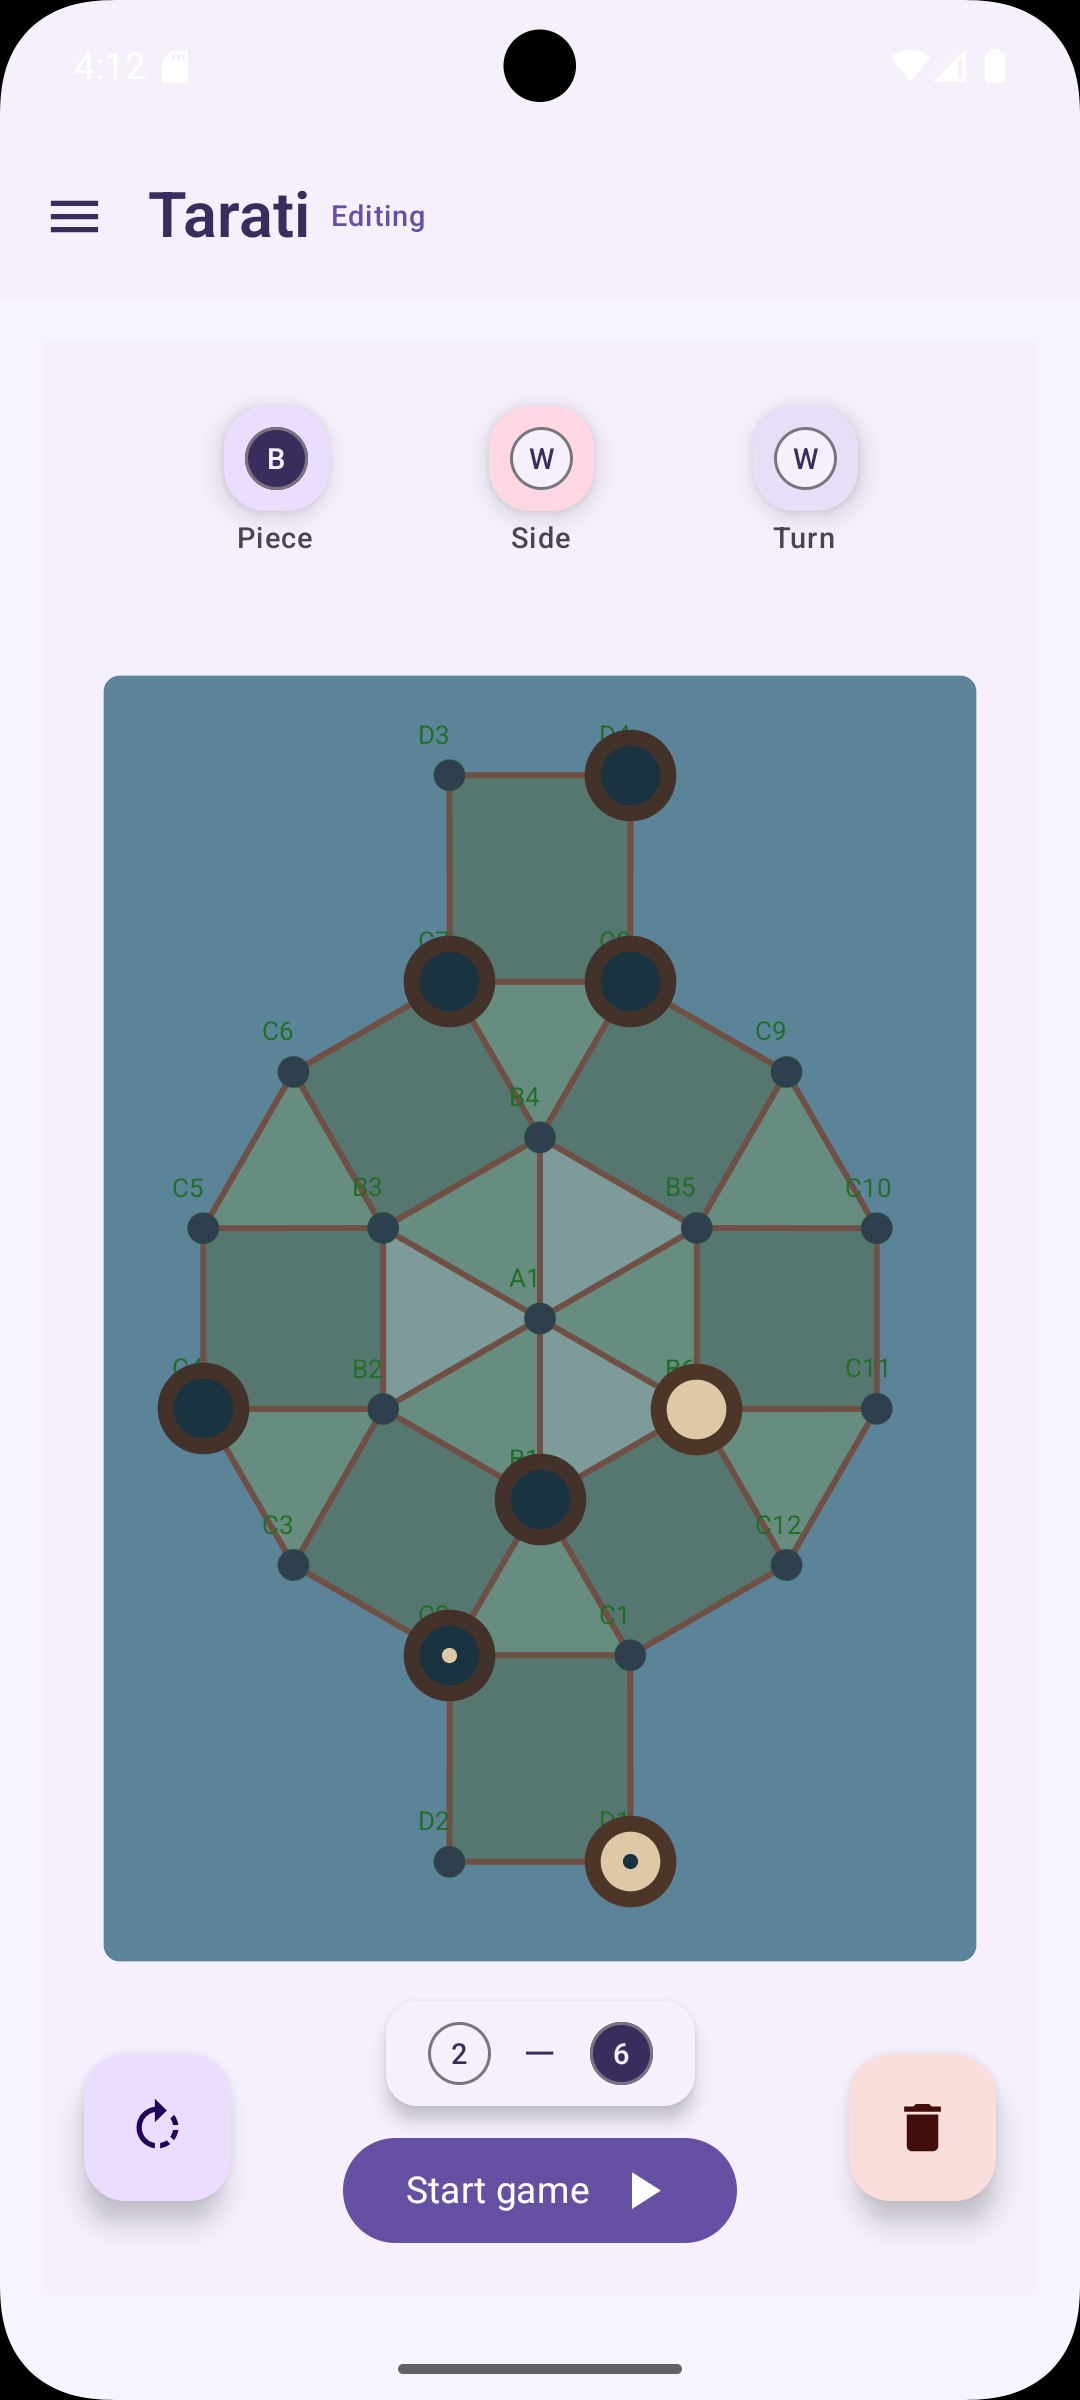 4:12
Tarati Editing
B W W
Piece Side Turn
D3
C6 C9
B4
C5 B3 B5 C10
A1
B2 C11
C3 C12
C1
D2
2 — 6
Start game